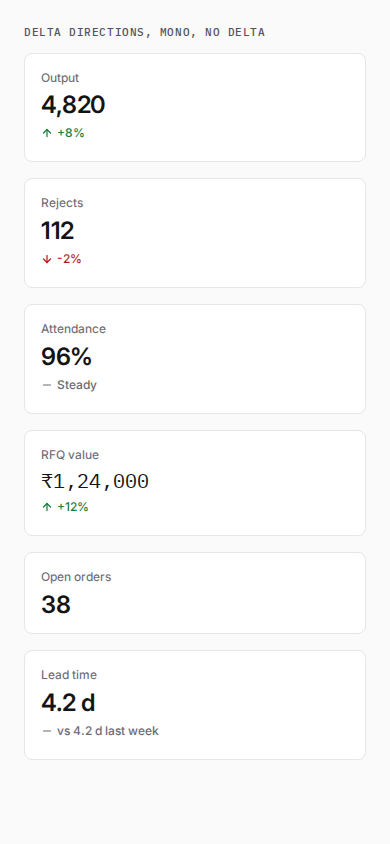 DELTA DIRECTIONS, MONO, NO DELTA
Output
4,820
↑ +8%
Rejects
112
↓ -2%
Attendance
96%
— Steady
RFQ value
₹1,24,000
↑ +12%
Open orders
38
Lead time
4.2 d
— vs 4.2 d last week